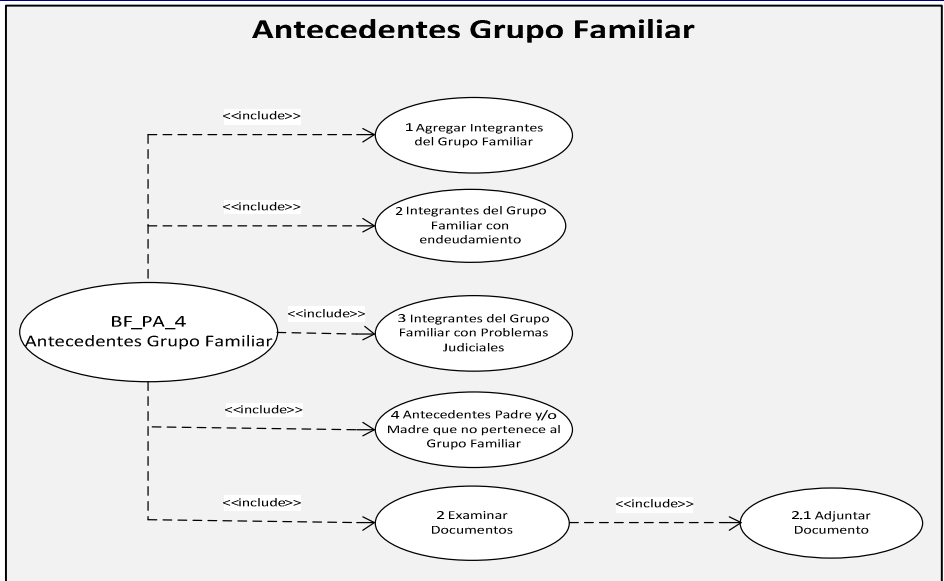 Antecedentes Grupo Familiar
<<include>>
1 Agregar Integrantes
del Grupo Familiar
<<include>>
2 Integrantes del Grupo
Familiar con
endeudamiento
BF_PA_4
Antecedentes Grupo Familiar
<<include>>
3 Integrantes del Grupo
Familiar con Problemas
Judiciales
<<include>>
4 Antecedentes Padre y/o
Madre que no pertenece al
Grupo Familiar
<<include>>
2 Examinar
Documentos
<<include>>
2.1 Adjuntar
Documento